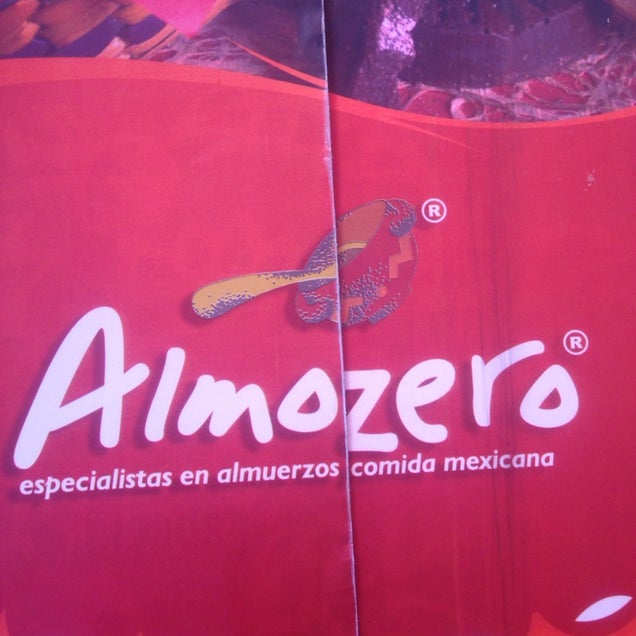 ®
Almozero®
especialistas en almuerzos comida mexicana